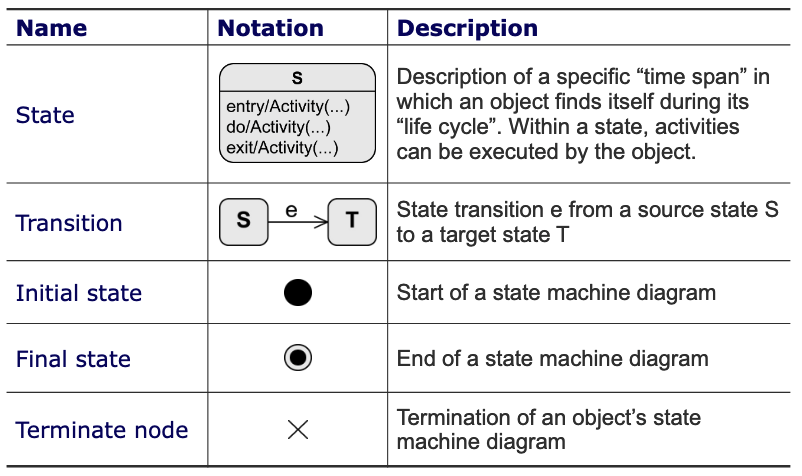 Name Notation Description
State
S
entry/Activity(...)
do/Activity(...)
exit/Activity(...)
Description of a specific “time span” in
which an object finds itself during its
“life cycle”. Within a state, activities
can be executed by the object.
Transition
S e T
State transition e from a source state S
to a target state T
Initial state
Start of a state machine diagram
Final state
End of a state machine diagram
Terminate node
Termination of an object’s state
machine diagram